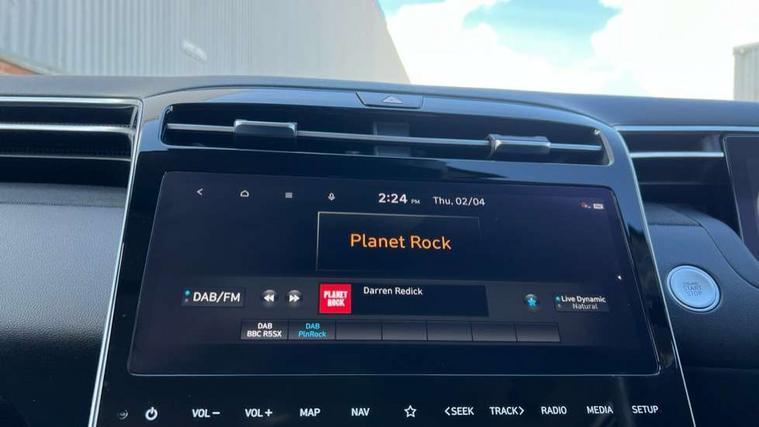 2:24 PM Thu, 02/04
Planet Rock
DAB/FM
PLANET
ROCK
Darren Redick
Live Dynamic
Natural
DAB
BBC R5SX
DAB
PlnRock
START
STOP
VOL− VOL+ MAP NAV <SEEK TRACK> RADIO MEDIA SETUP